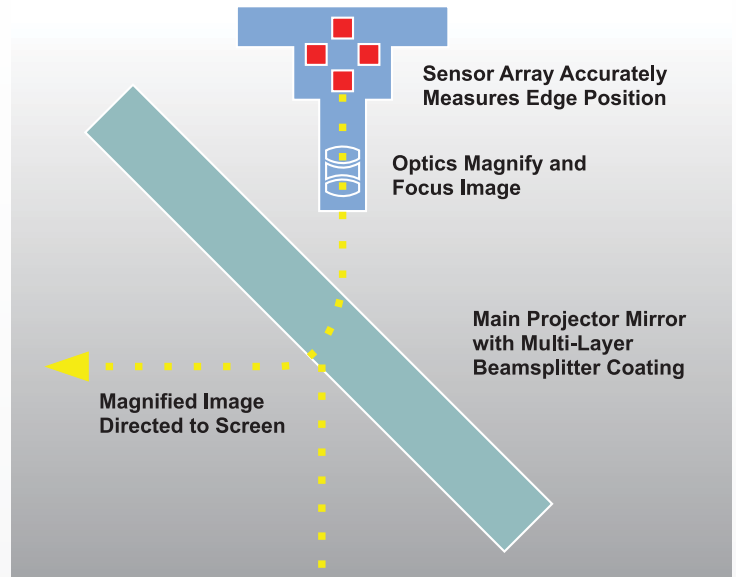 Sensor Array Accurately
Measures Edge Position
Optics Magnify and
Focus Image
Main Projector Mirror
with Multi-Layer
Beamsplitter Coating
Magnified Image
Directed to Screen